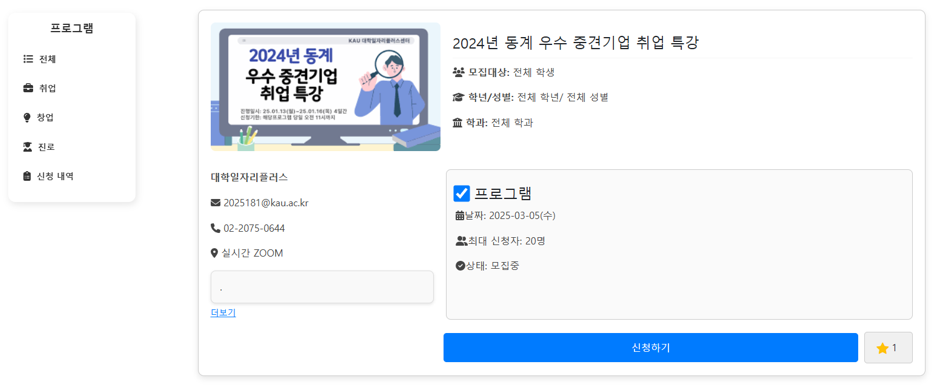 프로그램
전체
취업
창업
진로
신청 내역
KAU 대학일자리플러스센터
2024년 동계
우수 중견기업
취업 특강
진행일시: 25.01.13(월)~25.01.16(목) 4일간
신청기한: 해당프로그램 당일 오전 11시까지
2024년 동계 우수 중견기업 취업 특강
모집대상: 전체 학생
학년/성별: 전체 학년/ 전체 성별
학과: 전체 학과
대학일자리플러스
2025181@kau.ac.kr
02-2075-0644
실시간 ZOOM
.
더보기
프로그램
날짜: 2025-03-05(수)
최대 신청자: 20명
상태: 모집중
신청하기
1